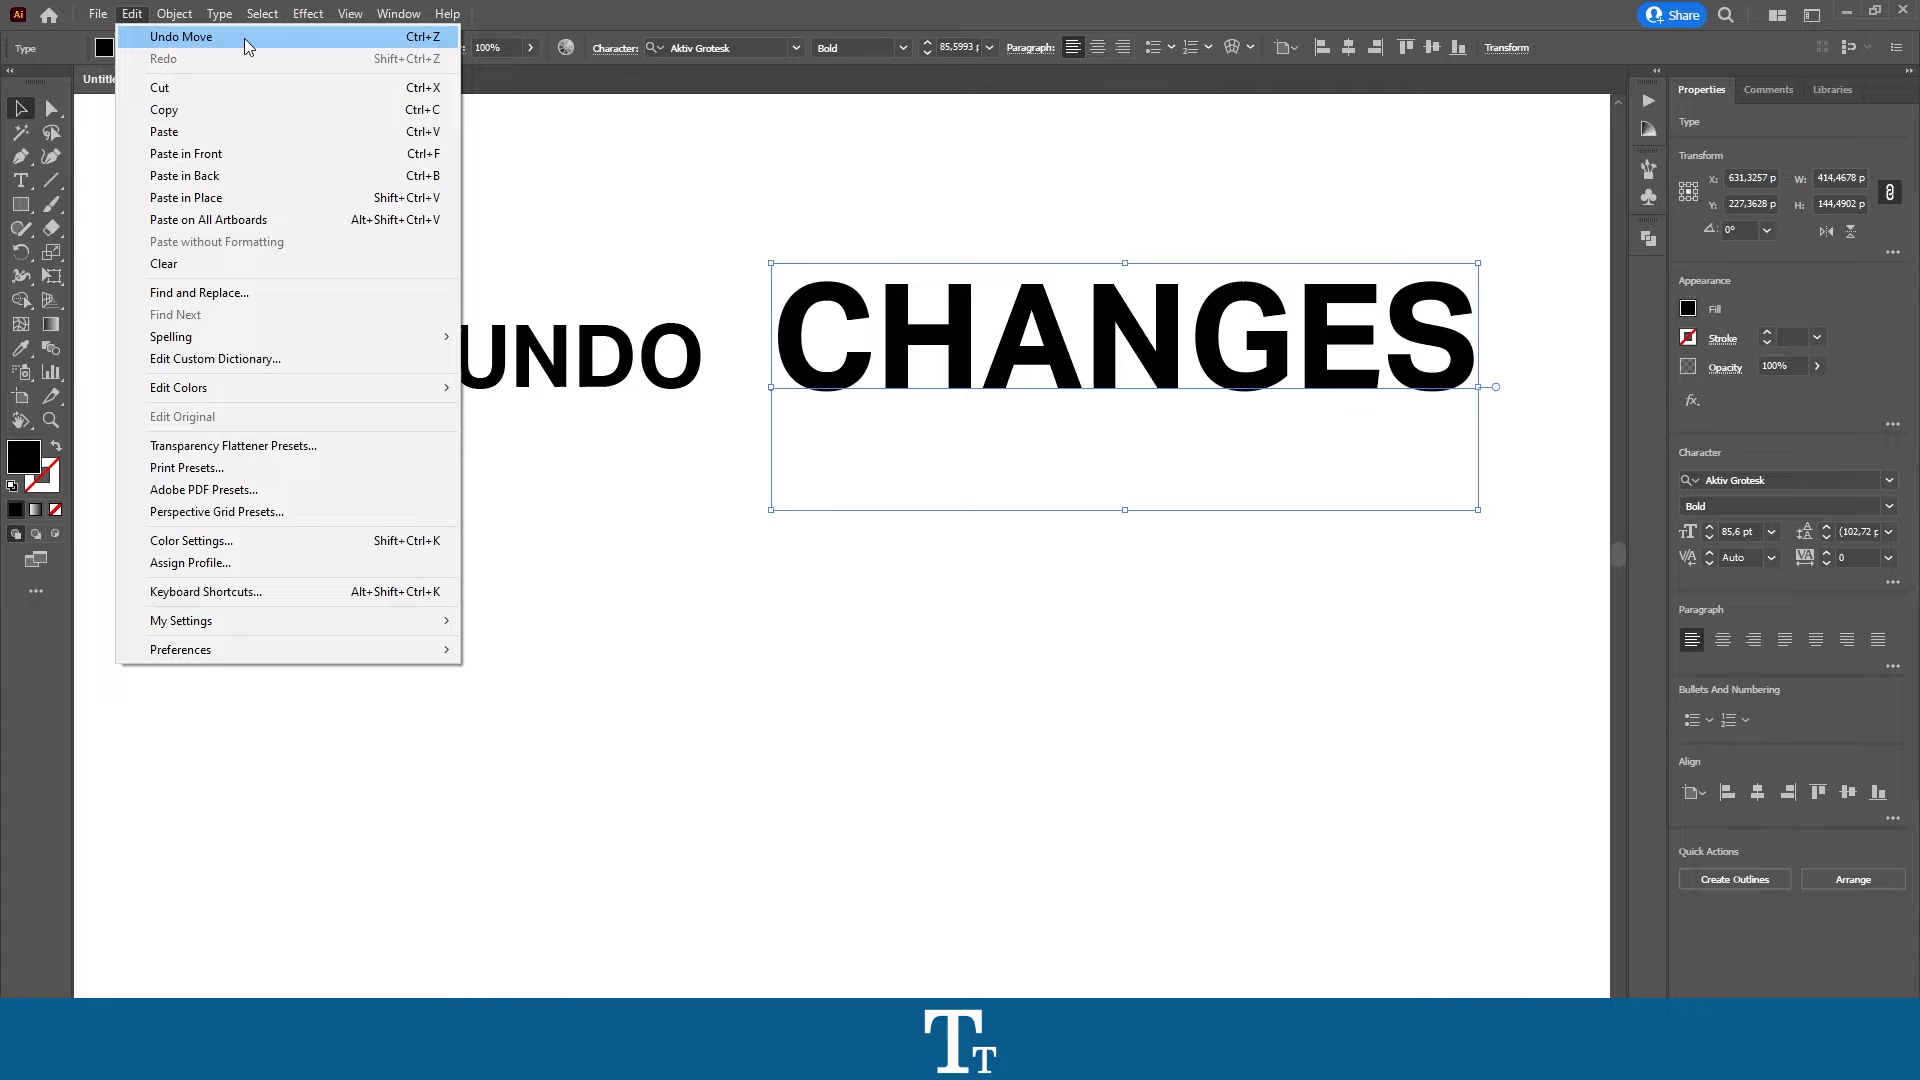 Ai File Edit Object Type Select Effect View Window Help Share
Type 100% Character: Aktiv Grotesk Bold 85,5993 p Paragraph: Transform
Undo Move Ctrl+Z
Redo Shift+Ctrl+Z
Cut Ctrl+X
Copy Ctrl+C
Paste Ctrl+V
Paste in Front Ctrl+F
Paste in Back Ctrl+B
Paste in Place Shift+Ctrl+V
Paste on All Artboards Alt+Shift+Ctrl+V
Paste without Formatting
Clear
Find and Replace...
Find Next
Spelling
Edit Custom Dictionary...
Edit Colors
Edit Original
Transparency Flattener Presets...
Print Presets...
Adobe PDF Presets...
Perspective Grid Presets...
Color Settings... Shift+Ctrl+K
Assign Profile...
Keyboard Shortcuts... Alt+Shift+Ctrl+K
My Settings
Preferences
UNDO CHANGES
Properties Comments Libraries
Type
Transform
X: 631,3257 p W: 414,4678 p
Y: 227,3628 p H: 144,4902 p
0°
Appearance
Fill
Stroke
Opacity 100%
fx.
Character
Aktiv Grotesk
Bold
85,6 pt (102,72 p
Auto 0
Paragraph
Bullets And Numbering
Align
Quick Actions
Create Outlines Arrange
TT